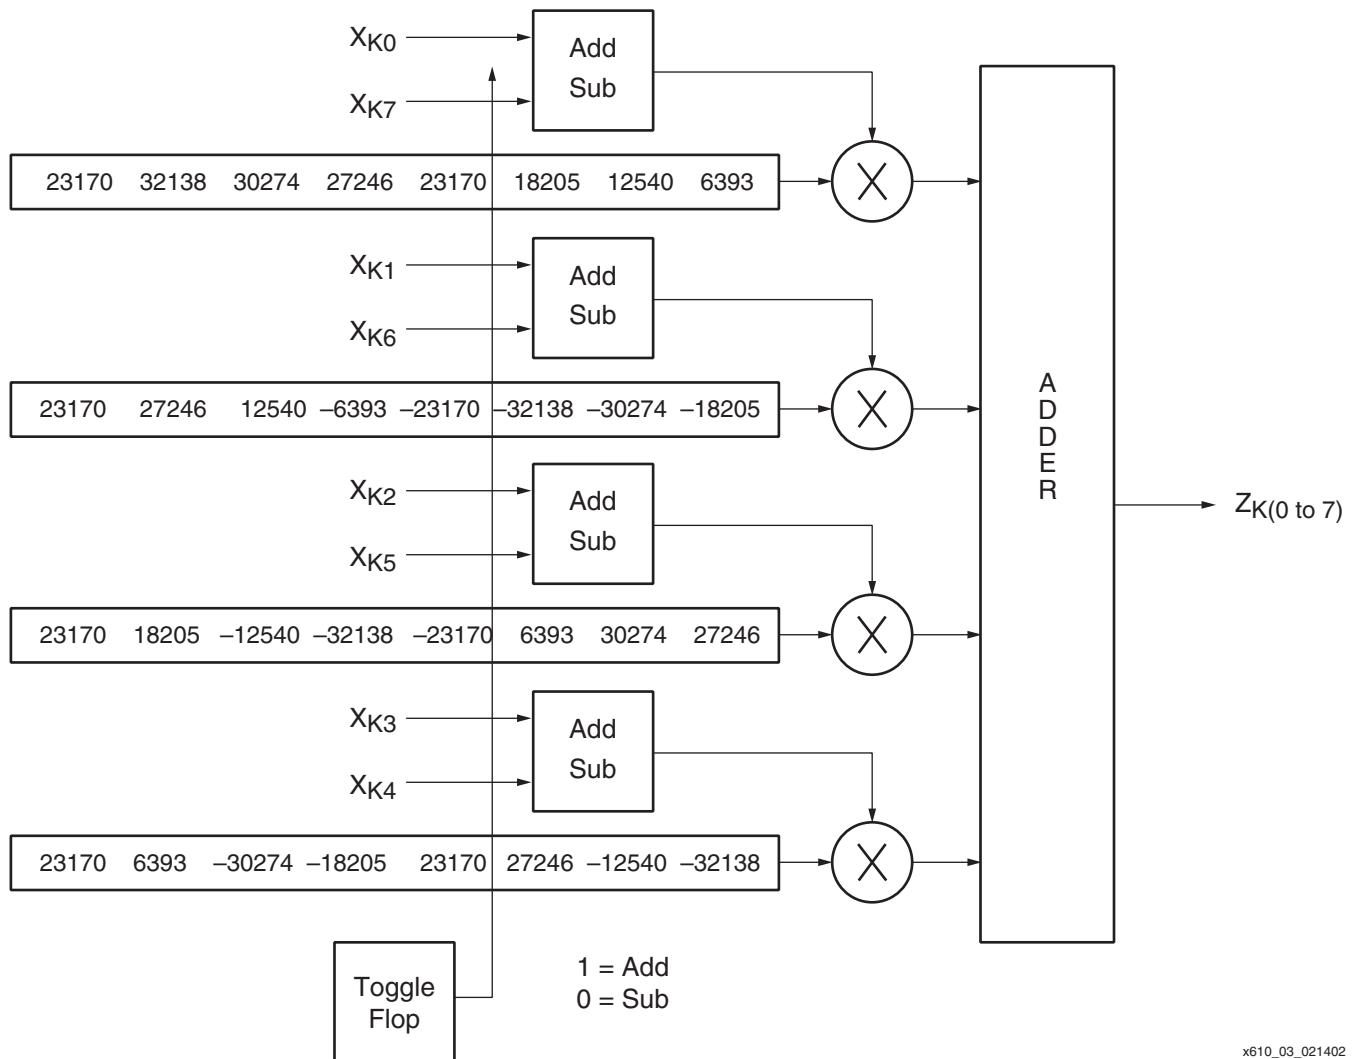 XK0
Add
Sub
XK7
23170 32138 30274 27246 23170 18205 12540 6393
XK1
Add
Sub
XK6
23170 27246 12540 –6393 –23170 –32138 –30274 –18205
XK2
Add
Sub
XK5
23170 18205 –12540 –32138 –23170 6393 30274 27246
XK3
Add
Sub
XK4
23170 6393 –30274 –18205 23170 27246 –12540 –32138
Toggle
Flop
1 = Add
0 = Sub
A
D
D
E
R
ZK(0 to 7)
x610_03_021402